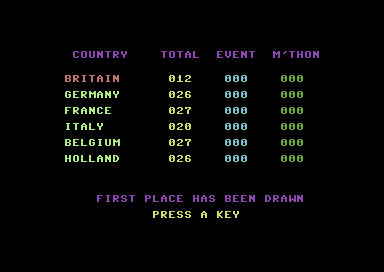 COUNTRY TOTAL EVENT M'THON
BRITAIN 012 000 000
GERMANY 026 000 000
FRANCE 027 000 000
ITALY 020 000 000
BELGIUM 027 000 000
HOLLAND 026 000 000
FIRST PLACE HAS BEEN DRAWN
PRESS A KEY